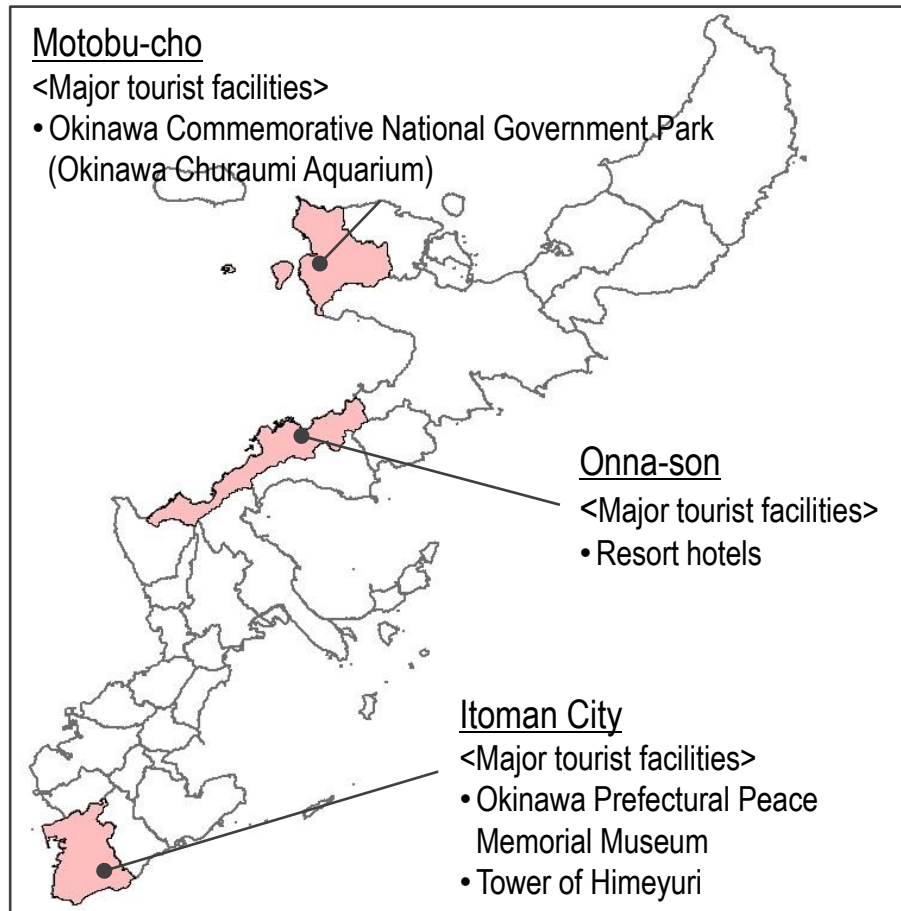 Motobu-cho
<Major tourist facilities>
• Okinawa Commemorative National Government Park
(Okinawa Churaumi Aquarium)
Onna-son
<Major tourist facilities>
• Resort hotels
Itoman City
<Major tourist facilities>
• Okinawa Prefectural Peace
Memorial Museum
• Tower of Himeyuri